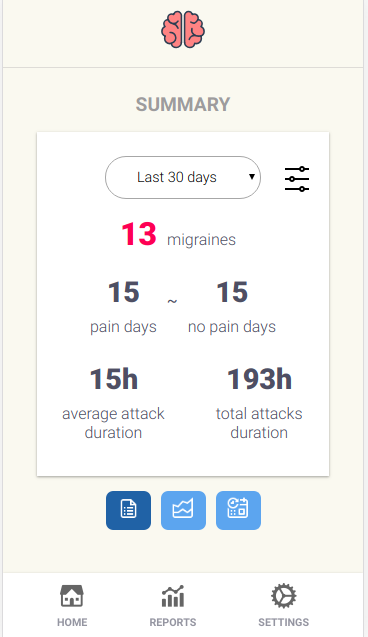 SUMMARY
Last 30 days
13 migraines
15 ~ 15
pain days no pain days
15h 193h
average attack total attacks
duration duration
HOME REPORTS SETTINGS